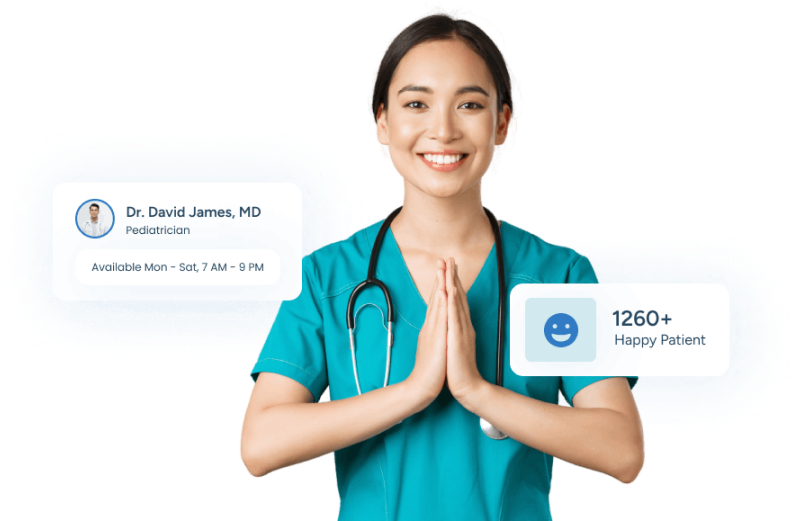 Dr. David James, MD
Pediatrician
Available Mon - Sat, 7 AM - 9 PM
1260+
Happy Patient